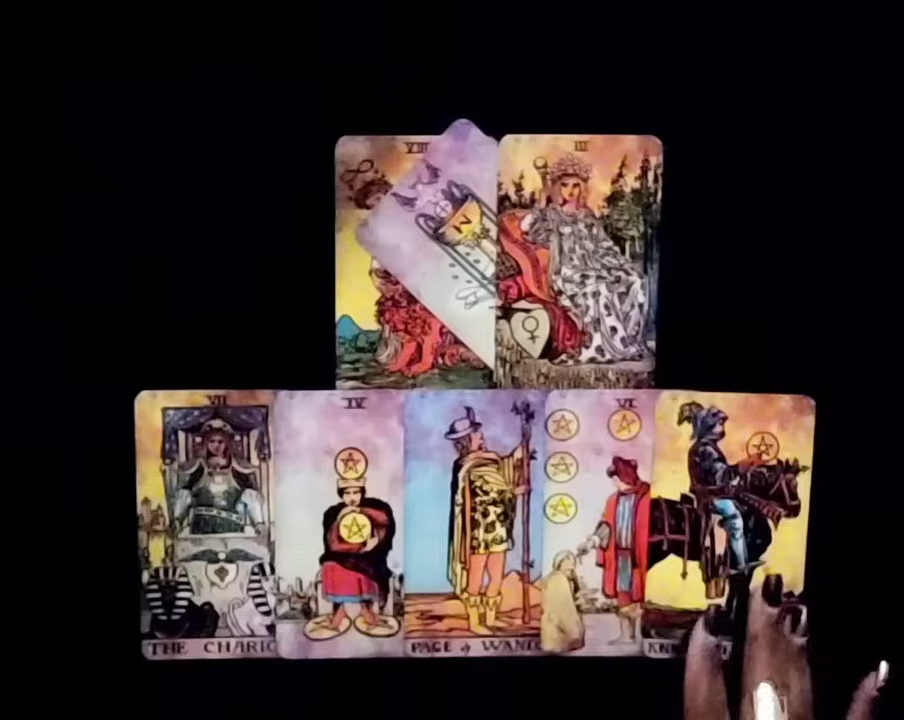 VIII
III
VII
THE CHARIO
IV
PAGE of WAND
VI
KN